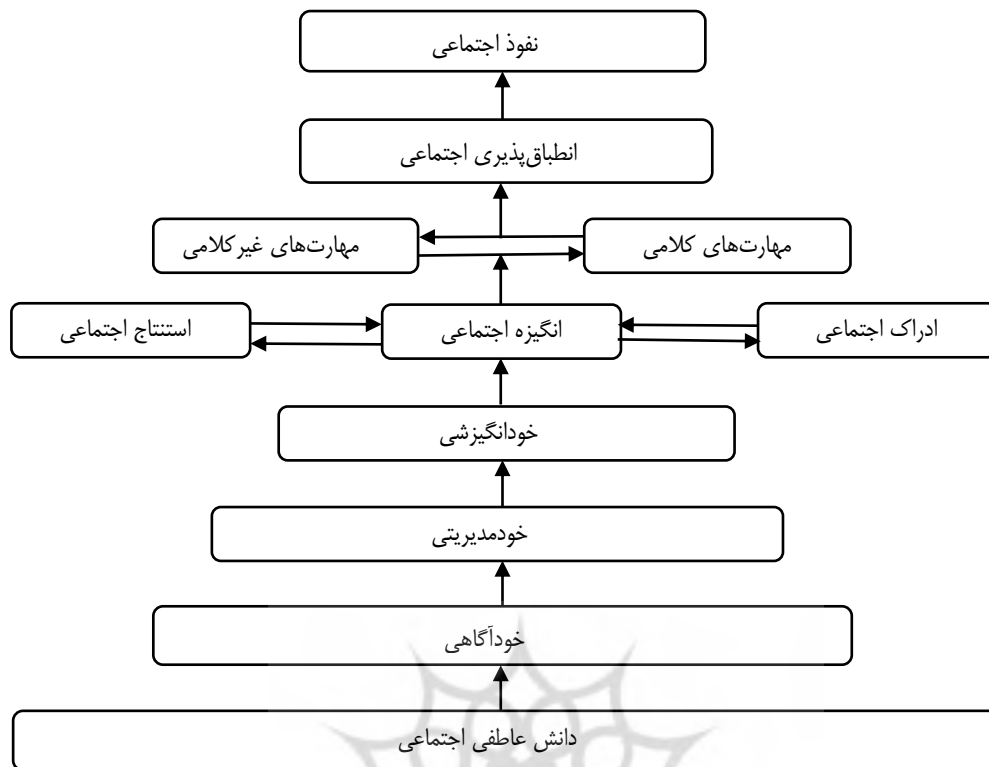 نفوذ اجتماعی
انطباق‌پذیری اجتماعی
مهارت‌های کلامی
مهارت‌های غیرکلامی
ادراک اجتماعی
انگیزه اجتماعی
استنتاج اجتماعی
خودانگیزشی
خودمدیریتی
خودآگاهی
دانش عاطفی اجتماعی